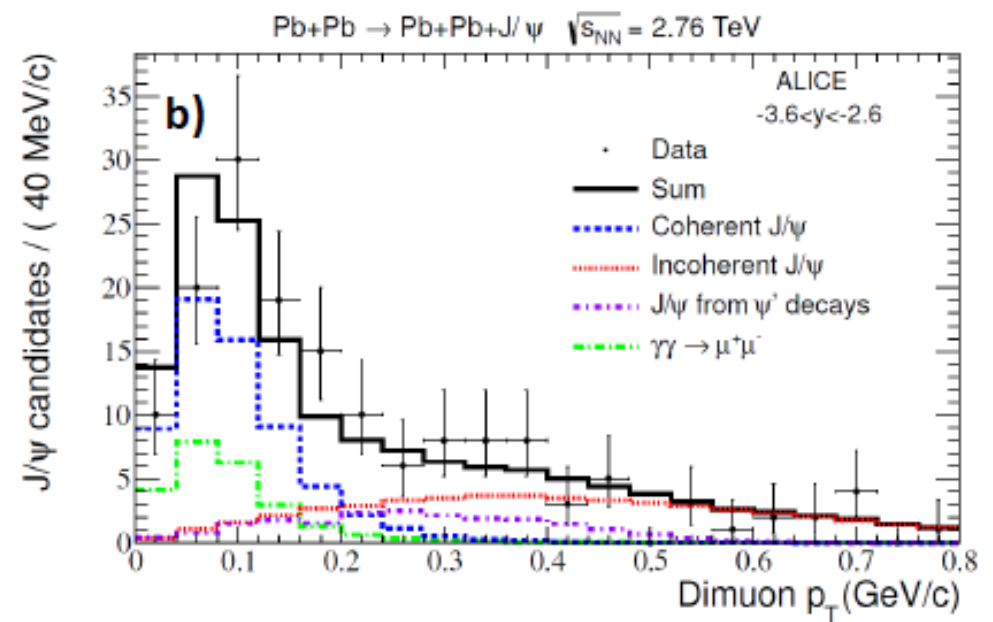 Pb+Pb → Pb+Pb+J/ ψ √sNN = 2.76 TeV
J/ψ candidates / ( 40 MeV/c)
b)
ALICE
-3.6<y<-2.6
Data
Sum
Coherent J/ψ
Incoherent J/ψ
J/ψ from ψ' decays
γγ → μ⁺μ⁻
35
30
25
20
15
10
5
0
0 0.1 0.2 0.3 0.4 0.5 0.6 0.7 0.8
Dimuon pT (GeV/c)